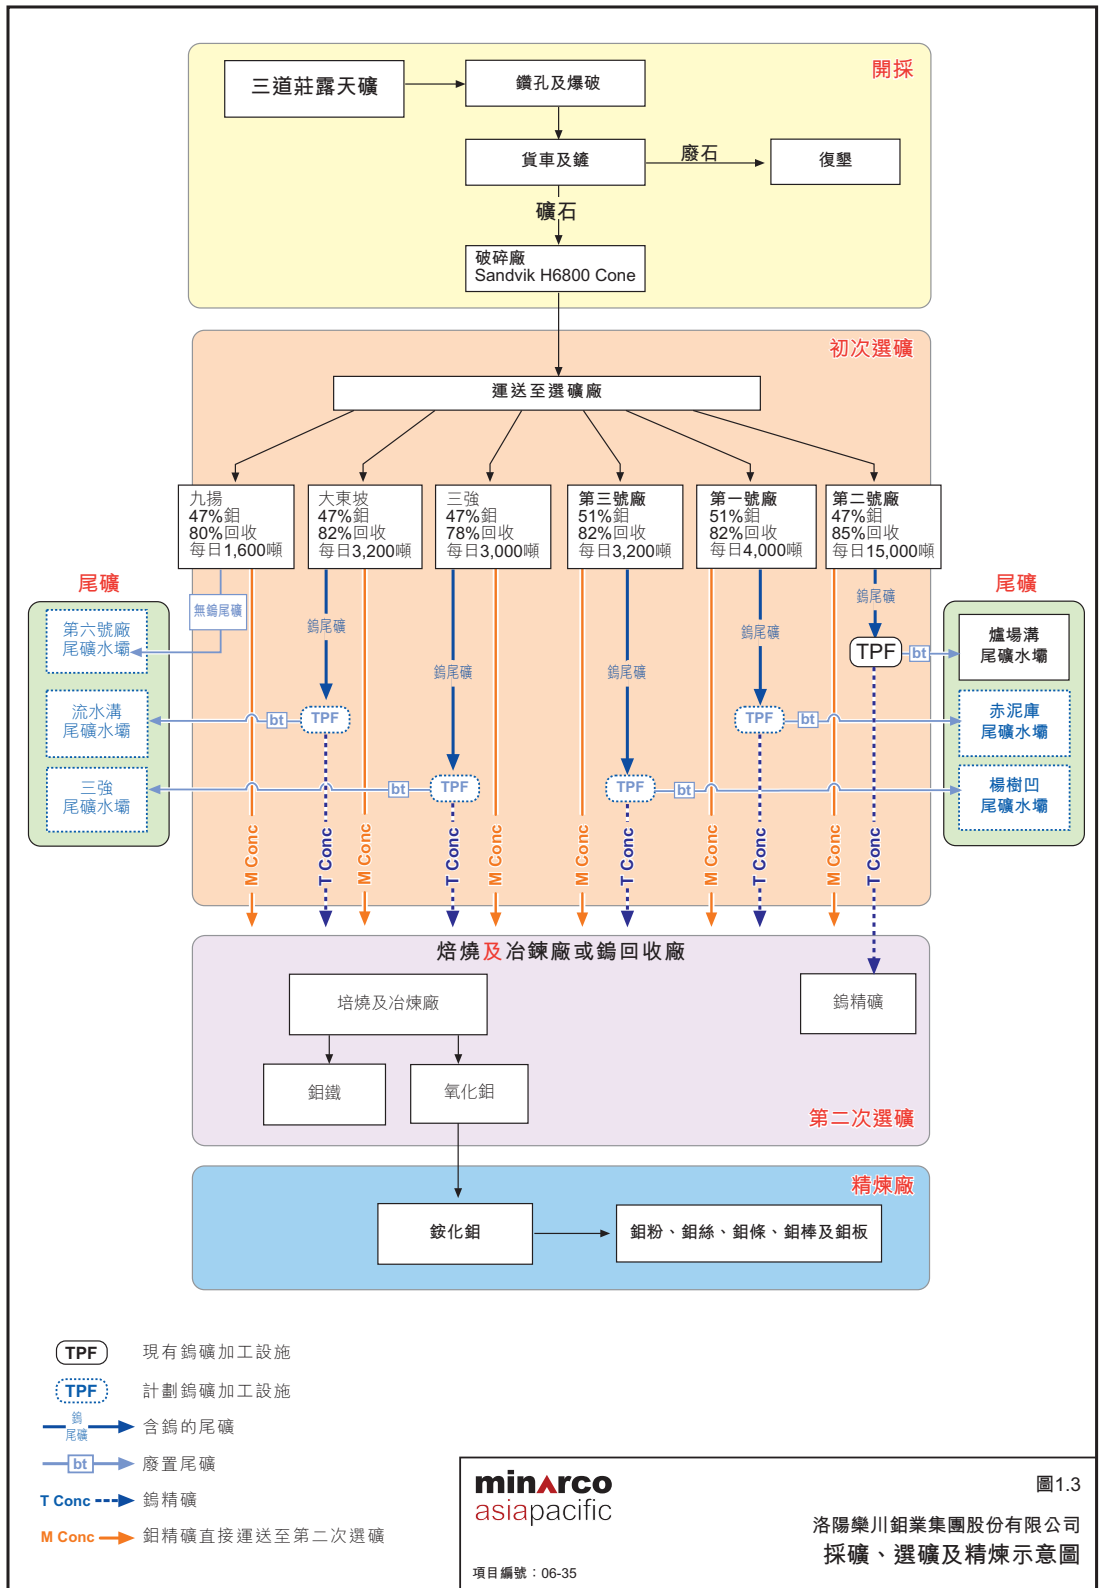 開採
三道莊露天礦
鑽孔及爆破
貨車及鏟
廢石
復墾
礦石
破碎廠
Sandvik H6800 Cone
初次選礦
運送至選礦廠
九揚
47%鉬
80%回收
每日1,600噸
大東坡
47%鉬
82%回收
每日3,200噸
三強
47%鉬
78%回收
每日3,000噸
第三號廠
51%鉬
82%回收
每日3,200噸
第一號廠
51%鉬
82%回收
每日4,000噸
第二號廠
47%鉬
85%回收
每日15,000噸
尾礦
第六號廠
尾礦水壩
流水溝
尾礦水壩
三強
尾礦水壩
無鎢尾礦
鎢尾礦
鎢尾礦
鎢尾礦
鎢尾礦
鎢尾礦
尾礦
爐場溝
尾礦水壩
赤泥庫
尾礦水壩
楊樹凹
尾礦水壩
TPF
bt
bt
TPF
TPF
bt
bt
TPF
TPF
bt
M Conc
T Conc
M Conc
T Conc
M Conc
M Conc
T Conc
M Conc
T Conc
M Conc
T Conc
焙燒及冶鍊廠或鎢回收廠
培燒及冶煉廠
鎢精礦
鉬鐵
氧化鉬
第二次選礦
精煉廠
銨化鉬
鉬粉、鉬絲、鉬條、鉬棒及鉬板
TPF 現有鎢礦加工設施
TPF 計劃鎢礦加工設施
鎢
尾礦
含鎢的尾礦
bt 廢置尾礦
T Conc 鎢精礦
M Conc 鉬精礦直接運送至第二次選礦
minarco
asiapacific
項目編號：06-35
圖1.3
洛陽欒川鉬業集團股份有限公司
採礦、選礦及精煉示意圖